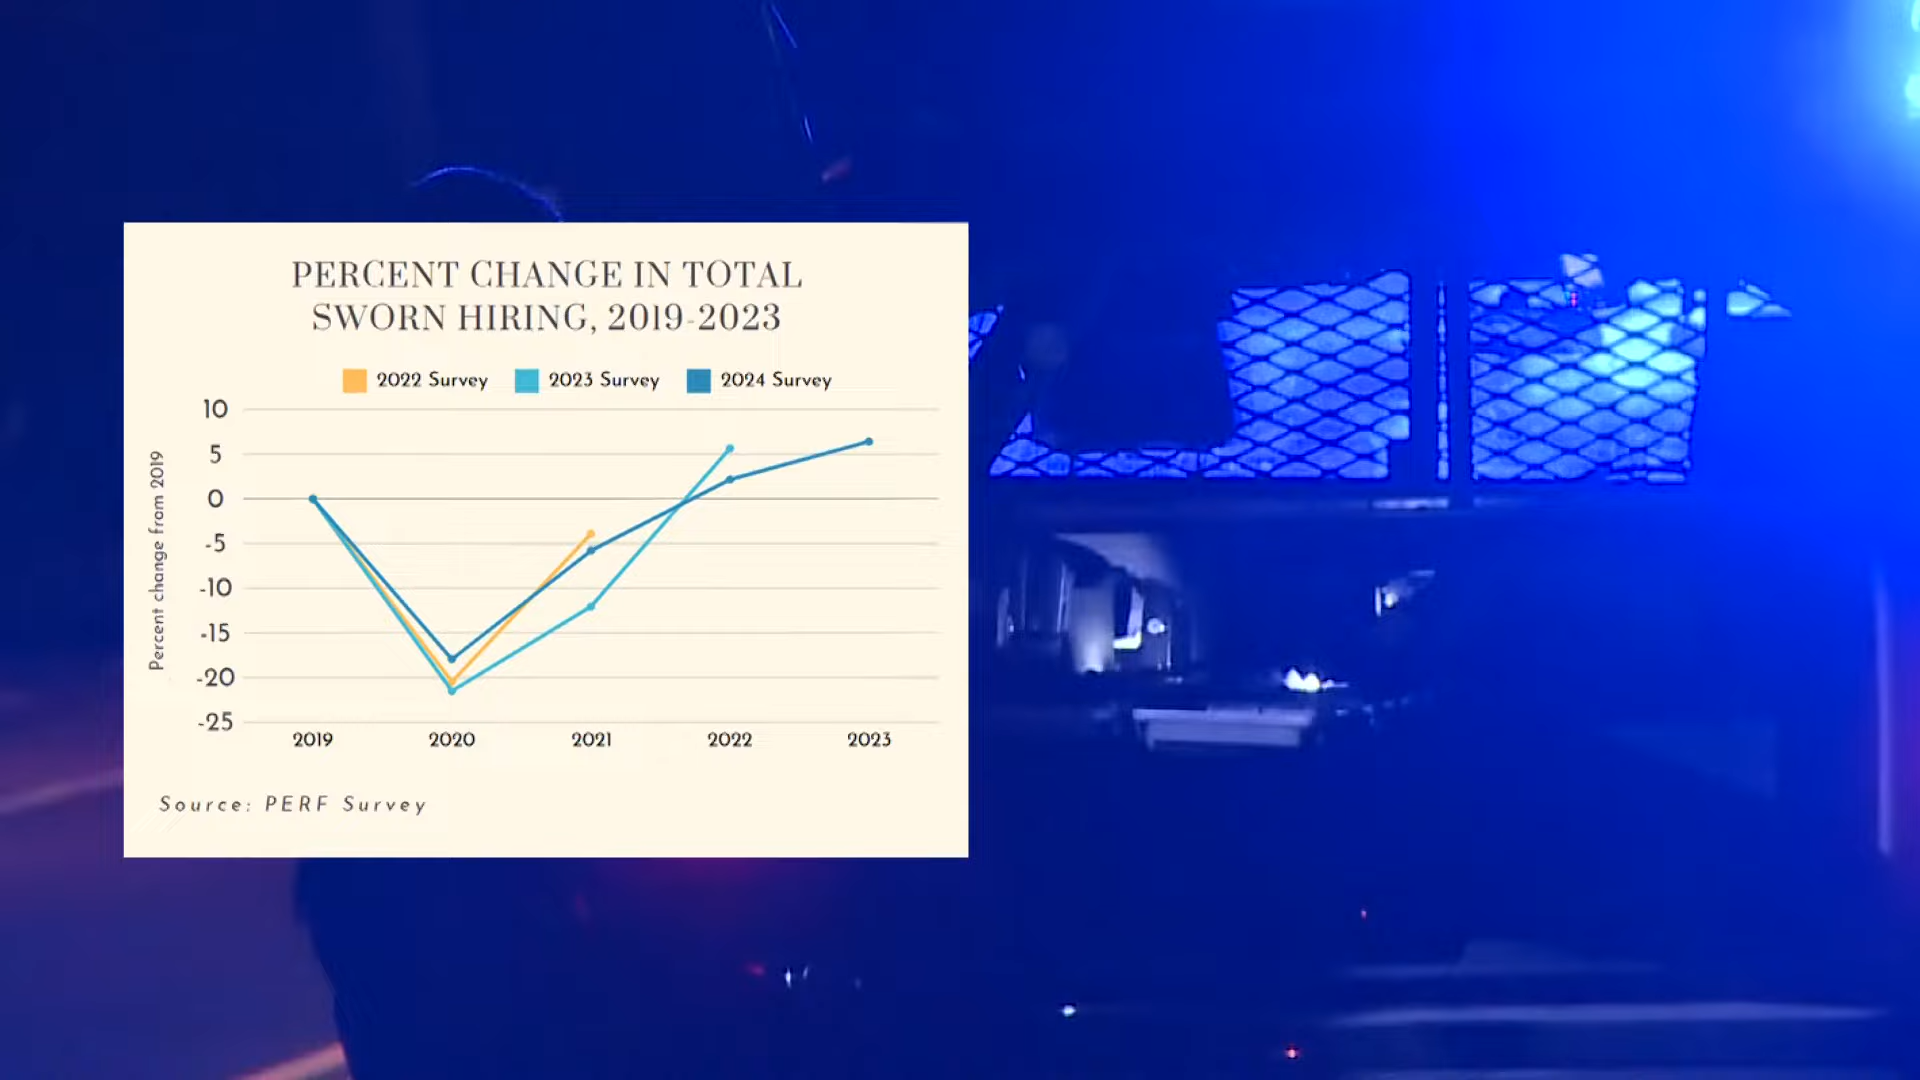 PERCENT CHANGE IN TOTAL
SWORN HIRING, 2019-2023
2022 Survey 2023 Survey 2024 Survey
Percent change from 2019
10
5
0
-5
-10
-15
-20
-25
2019 2020 2021 2022 2023
Source: PERF Survey